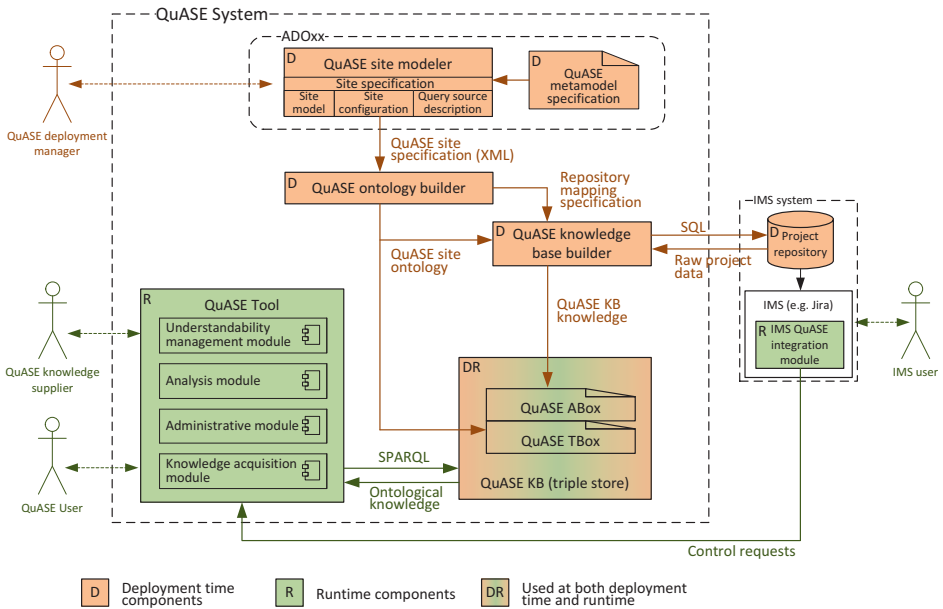 QuASE System
ADOxx
D
QuASE site modeler
Site specification
Site
model
Site
configuration
Query source
description
D
QuASE
metamodel
specification
QuASE deployment
manager
QuASE site
specification (XML)
D
QuASE ontology builder
Repository
mapping
specification
D
QuASE knowledge
base builder
QuASE site
ontology
SQL
Raw project
data
IMS system
D
Project
repository
IMS (e.g. Jira)
R
IMS QuASE
integration
module
IMS user
QuASE KB
knowledge
R
QuASE Tool
Understandability
management module
Analysis module
Administrative module
Knowledge acquisition
module
QuASE knowledge
supplier
QuASE User
DR
QuASE ABox
QuASE TBox
QuASE KB (triple store)
SPARQL
Ontological
knowledge
Control requests
D
Deployment time
components
R
Runtime components
DR
Used at both deployment
time and runtime